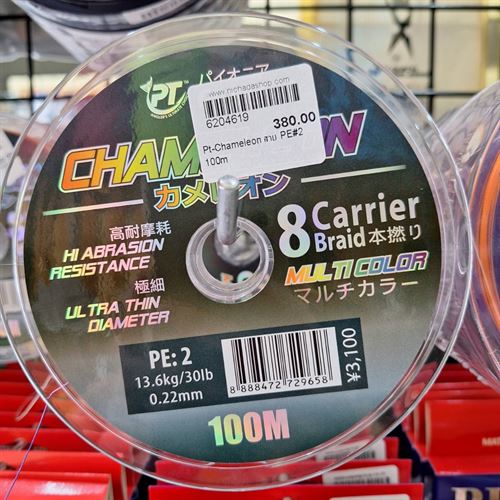 PT
パイオニア
www.nichadashop.com
6204619
380.00
Pt-Chameleon สาย PE#2
100m
カメレオン
8 Carrier
Braid 本撚り
高耐摩耗
HI ABRASION
RESISTANCE
MULTI COLOR
マルチカラー
極細
ULTRA THIN
DIAMETER
PE: 2
13.6kg/30lb
0.22mm
8 888472 729658
¥3,100
100M